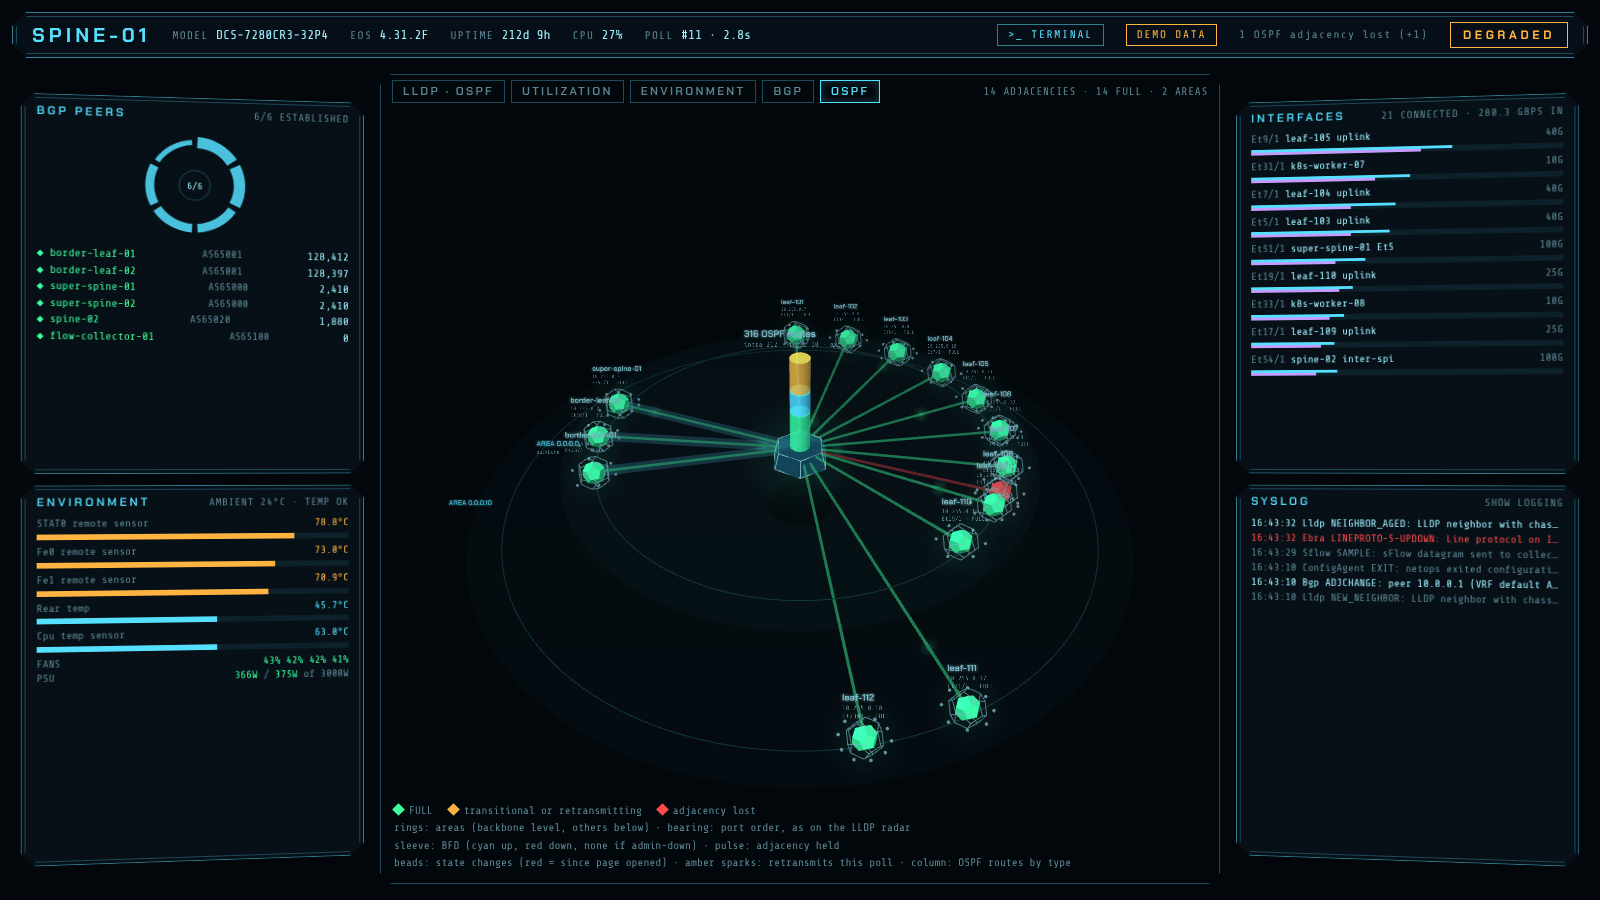 SPINE-01 MODEL DCS-7280CR3-32P4 EOS 4.31.2F UPTIME 212d 9h CPU 27% POLL #11 · 2.8s >_ TERMINAL DEMO DATA 1 OSPF adjacency lost (+1) DEGRADED
BGP PEERS 6/6 ESTABLISHED
6/6
border-leaf-01 AS65001 128,412
border-leaf-02 AS65001 128,397
super-spine-01 AS65000 2,410
super-spine-02 AS65000 2,410
spine-02 AS65020 1,880
flow-collector-01 AS65100 0
ENVIRONMENT AMBIENT 24°C · TEMP OK
STAT0 remote sensor 78.8°C
Fe0 remote sensor 73.0°C
Fe1 remote sensor 70.9°C
Rear temp 45.7°C
Cpu temp sensor 63.0°C
FANS 43% 42% 42% 41%
PSU 366W / 375W of 3000W
LLDP · OSPF UTILIZATION ENVIRONMENT BGP OSPF 14 ADJACENCIES · 14 FULL · 2 AREAS
leaf-101
leaf-102
leaf-103
316 OSPF
leaf-104
leaf-105
super-spine-01
AREA 0.0.0.0
backbone
AREA 0.0.0.10
leaf-110
leaf-111
leaf-112
FULL transitional or retransmitting adjacency lost
rings: areas (backbone level, others below) · bearing: port order, as on the LLDP radar
sleeve: BFD (cyan up, red down, none if admin-down) · pulse: adjacency held
beads: state changes (red = since page opened) · amber sparks: retransmits this poll · column: OSPF routes by type
INTERFACES 21 CONNECTED · 280.3 GBPS IN
Et9/1 leaf-105 uplink 40G
Et31/1 k8s-worker-07 10G
Et7/1 leaf-104 uplink 40G
Et5/1 leaf-103 uplink 40G
Et51/1 super-spine-01 Et5 100G
Et19/1 leaf-110 uplink 25G
Et33/1 k8s-worker-08 10G
Et17/1 leaf-109 uplink 25G
Et54/1 spine-02 inter-spi 100G
SYSLOG SHOW LOGGING
16:43:32 Lldp NEIGHBOR_AGED: LLDP neighbor with chas…
16:43:32 Ebra LINEPROTO-5-UPDOWN: Line protocol on I…
16:43:29 Sflow SAMPLE: sFlow datagram sent to collec…
16:43:10 ConfigAgent EXIT: netops exited configurati…
16:43:10 Bgp ADJCHANGE: peer 10.0.0.1 (VRF default A…
16:43:10 Lldp NEW_NEIGHBOR: LLDP neighbor with chass…